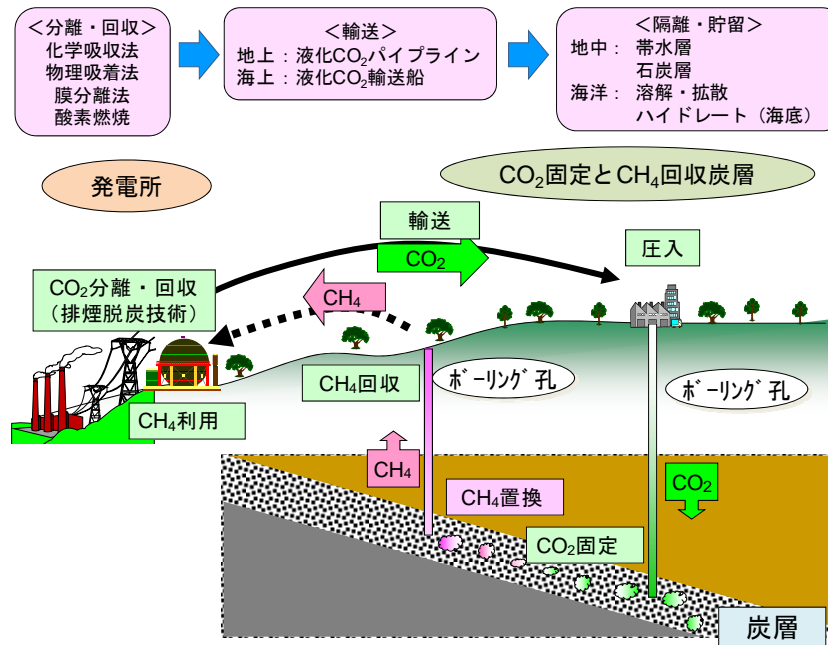 ＜分離・回収＞
化学吸収法
物理吸着法
膜分離法
酸素燃焼
＜輸送＞
地上：液化CO₂パイプライン
海上：液化CO₂輸送船
＜隔離・貯留＞
地中：帯水層
石炭層
海洋：溶解・拡散
ハイドレート（海底）
発電所
CO₂固定とCH₄回収炭層
輸送
CO₂
圧入
CO₂分離・回収
（排煙脱炭技術）
CH₄
CH₄利用
CH₄回収
ﾎﾞｰﾘﾝｸﾞ孔
ﾎﾞｰﾘﾝｸﾞ孔
CH₄
CH₄置換
CO₂
CO₂固定
炭層